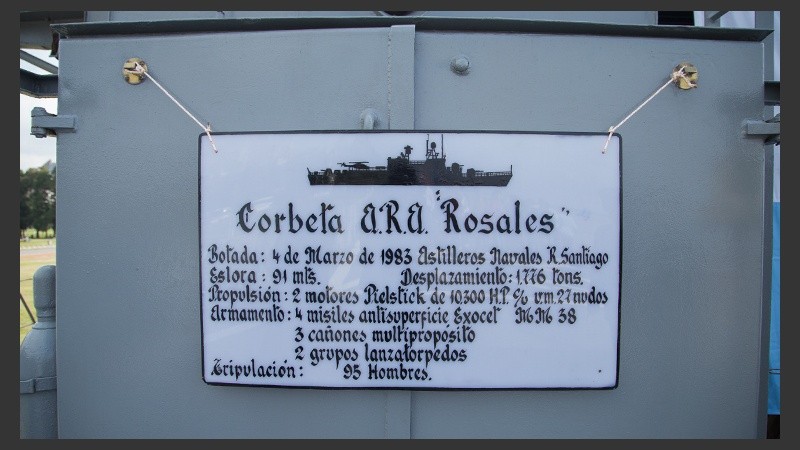 Corbeta A.R.A. "Rosales"
Botada: 4 de Marzo de 1983 Astilleros Navales R. Santiago
Eslora: 91 mts. Desplazamiento: 1.776 tons.
Propulsión: 2 motores Pielstick de 10300 H.P. % 27 nudos
Armamento: 4 misiles antisuperficie Exocet MM 38
3 cañones multipropósito
2 grupos lanzatorpedos
Tripulación: 95 Hombres.